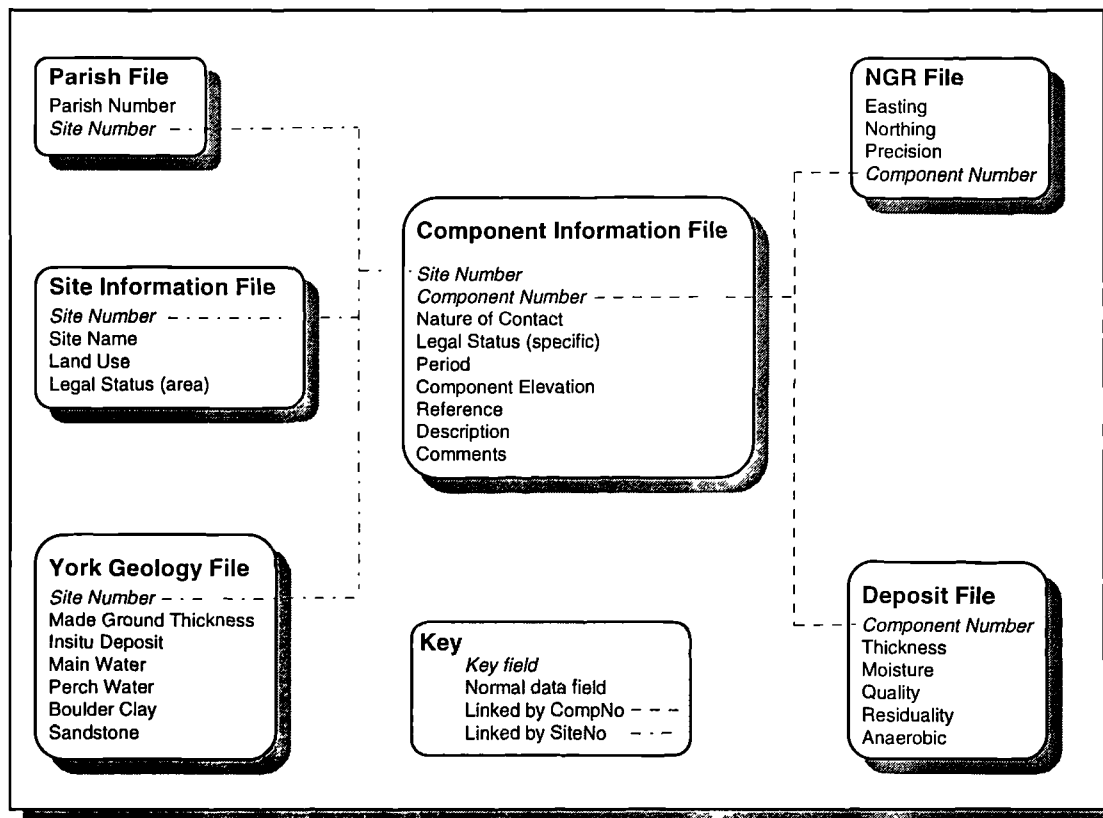 Parish File
Parish Number
Site Number
Site Information File
Site Number
Site Name
Land Use
Legal Status (area)
York Geology File
Site Number
Made Ground Thickness
Insitu Deposit
Main Water
Perch Water
Boulder Clay
Sandstone
Component Information File
Site Number
Component Number
Nature of Contact
Legal Status (specific)
Period
Component Elevation
Reference
Description
Comments
Key
Key field
Normal data field
Linked by CompNo
Linked by SiteNo
NGR File
Easting
Northing
Precision
Component Number
Deposit File
Component Number
Thickness
Moisture
Quality
Residuality
Anaerobic